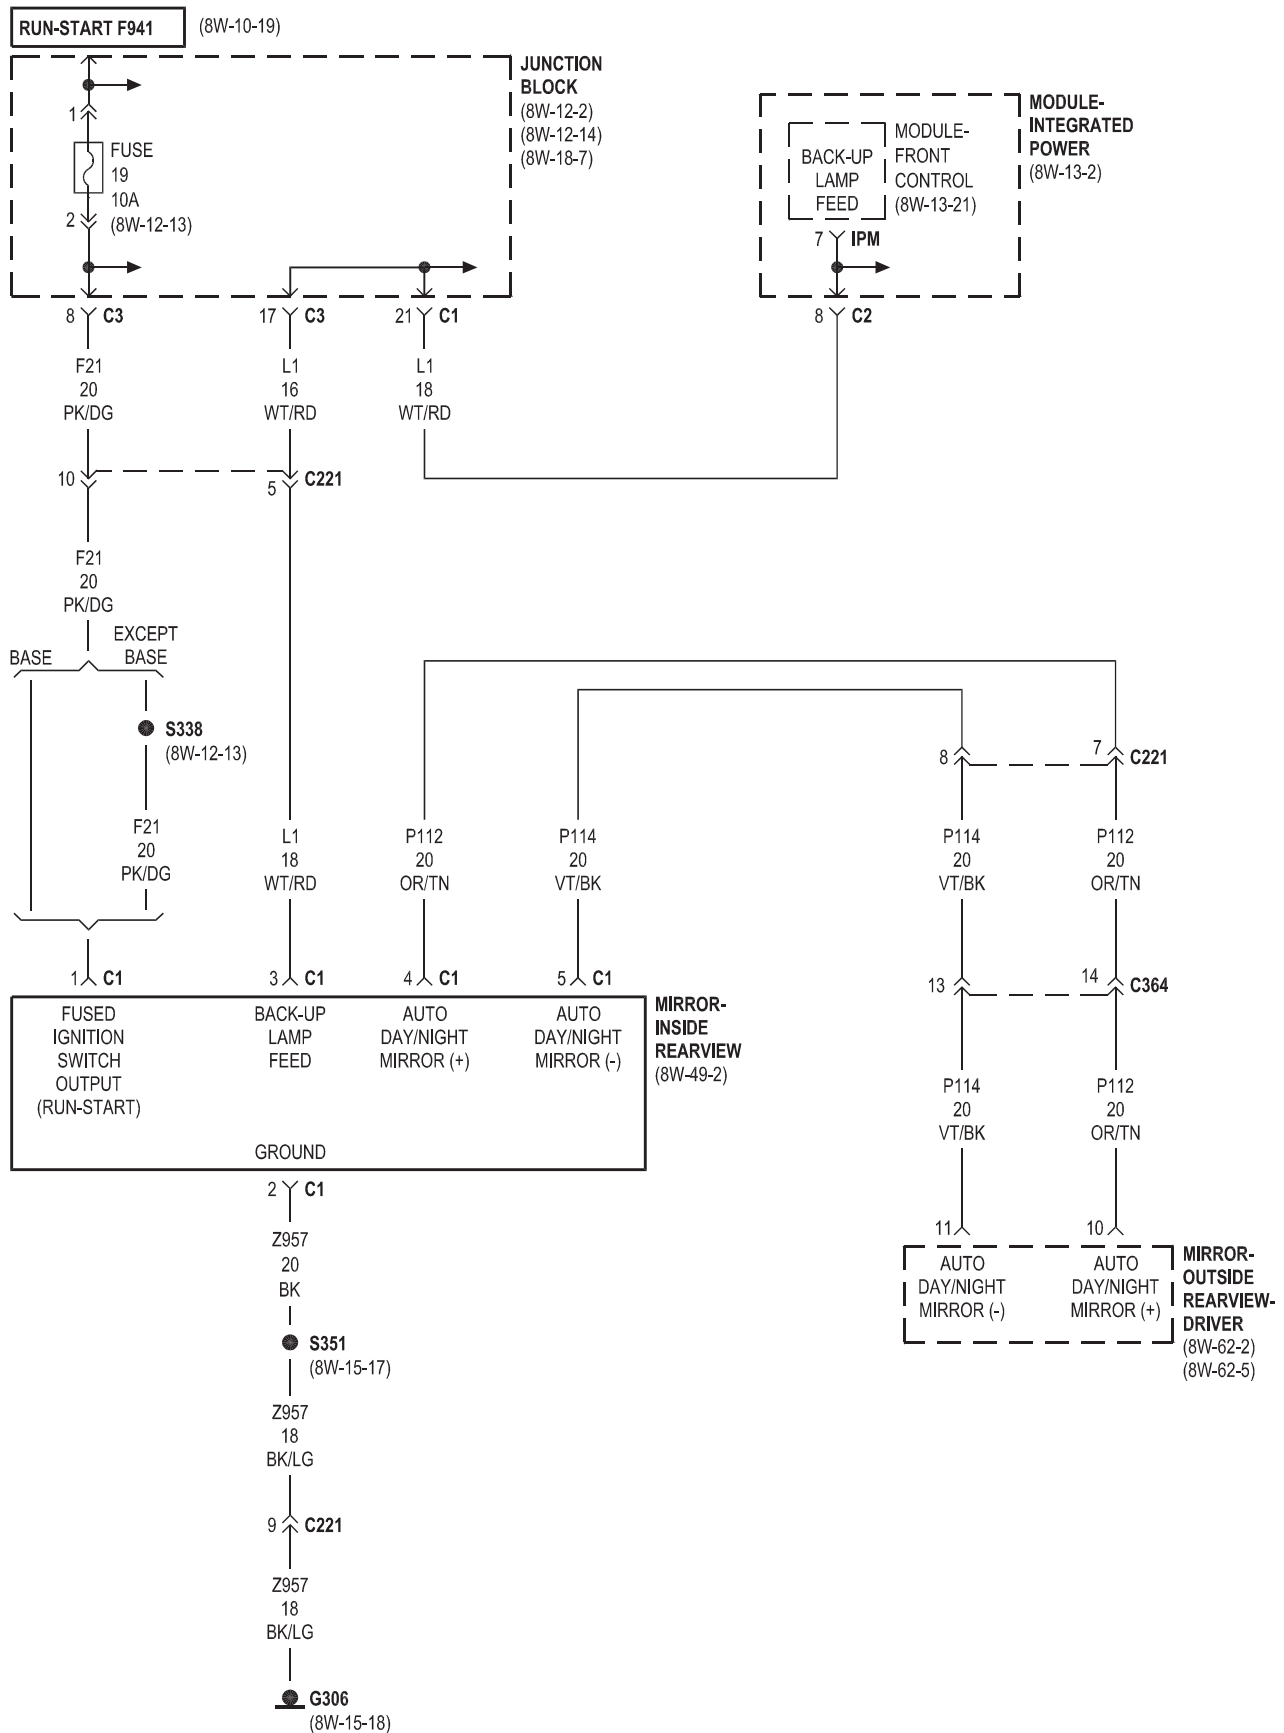 RUN-START F941
(8W-10-19)
JUNCTION
BLOCK
(8W-12-2)
(8W-12-14)
(8W-18-7)
1
FUSE
19
10A
(8W-12-13)
2
MODULE-
INTEGRATED
POWER
(8W-13-2)
BACK-UP
LAMP
FEED
MODULE-
FRONT
CONTROL
(8W-13-21)
7 IPM
8 C3
17 C3
21 C1
8 C2
F21
20
PK/DG
L1
16
WT/RD
L1
18
WT/RD
10
5
C221
F21
20
PK/DG
BASE
EXCEPT
BASE
S338
(8W-12-13)
F21
20
PK/DG
8
7
C221
L1
18
WT/RD
P112
20
OR/TN
P114
20
VT/BK
P114
20
VT/BK
P112
20
OR/TN
1 C1
3 C1
4 C1
5 C1
13
14
C364
FUSED
IGNITION
SWITCH
OUTPUT
(RUN-START)
BACK-UP
LAMP
FEED
AUTO
DAY/NIGHT
MIRROR (+)
AUTO
DAY/NIGHT
MIRROR (-)
MIRROR-
INSIDE
REARVIEW
(8W-49-2)
P114
20
VT/BK
P112
20
OR/TN
GROUND
2 C1
11
10
Z957
20
BK
AUTO
DAY/NIGHT
MIRROR (-)
AUTO
DAY/NIGHT
MIRROR (+)
MIRROR-
OUTSIDE
REARVIEW-
DRIVER
(8W-62-2)
(8W-62-5)
S351
(8W-15-17)
Z957
18
BK/LG
9 C221
Z957
18
BK/LG
G306
(8W-15-18)